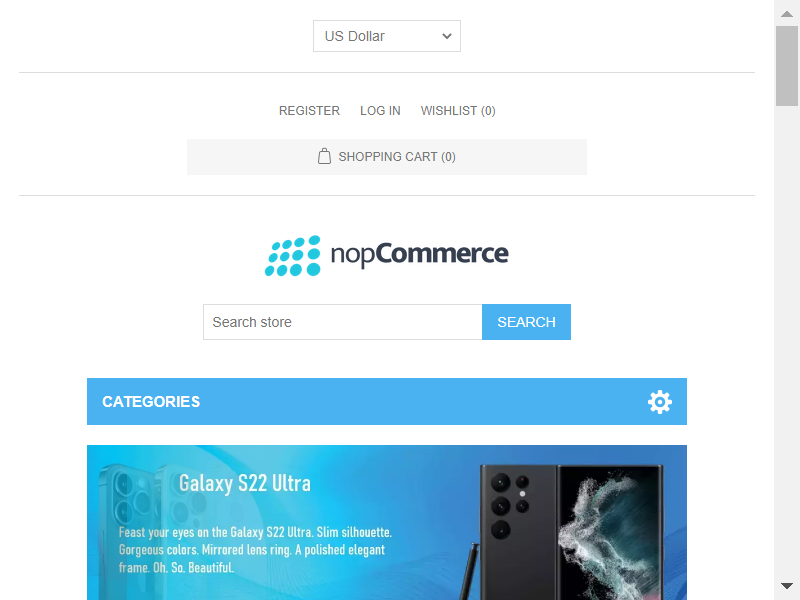 US Dollar
REGISTER LOG IN WISHLIST (0)
SHOPPING CART (0)
nopCommerce
Search store SEARCH
CATEGORIES
Galaxy S22 Ultra
Feast your eyes on the Galaxy S22 Ultra. Slim silhouette.
Gorgeous colors. Mirrored lens ring. A polished elegant
frame. Oh. So. Beautiful.